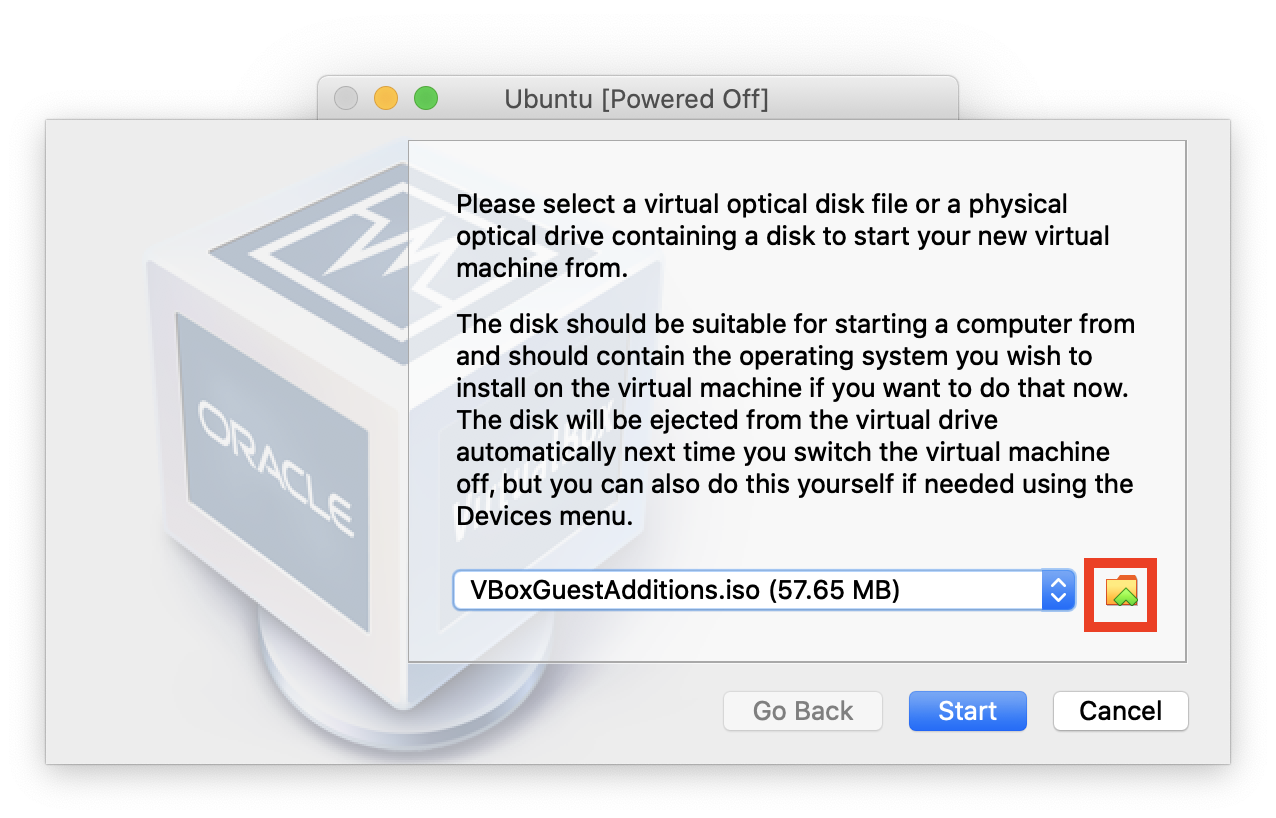 Ubuntu [Powered Off]
Please select a virtual optical disk file or a physical
optical drive containing a disk to start your new virtual
machine from.
The disk should be suitable for starting a computer from
and should contain the operating system you wish to
install on the virtual machine if you want to do that now.
The disk will be ejected from the virtual drive
automatically next time you switch the virtual machine
off, but you can also do this yourself if needed using the
Devices menu.
ORACLE
VirtualBox
VBoxGuestAdditions.iso (57.65 MB)
Go Back
Start
Cancel